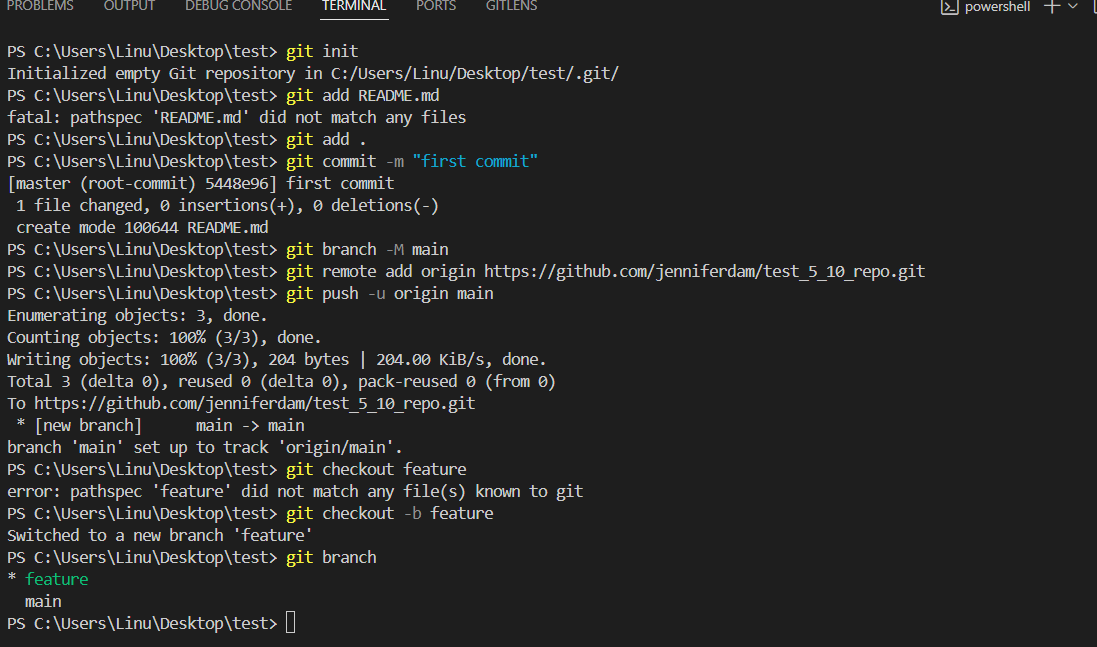 PROBLEMS OUTPUT DEBUG CONSOLE TERMINAL PORTS GITLENS powershell
PS C:\Users\Linu\Desktop\test> git init
Initialized empty Git repository in C:/Users/Linu/Desktop/test/.git/
PS C:\Users\Linu\Desktop\test> git add README.md
fatal: pathspec 'README.md' did not match any files
PS C:\Users\Linu\Desktop\test> git add .
PS C:\Users\Linu\Desktop\test> git commit -m "first commit"
[master (root-commit) 5448e96] first commit
 1 file changed, 0 insertions(+), 0 deletions(-)
 create mode 100644 README.md
PS C:\Users\Linu\Desktop\test> git branch -M main
PS C:\Users\Linu\Desktop\test> git remote add origin https://github.com/jenniferdam/test_5_10_repo.git
PS C:\Users\Linu\Desktop\test> git push -u origin main
Enumerating objects: 3, done.
Counting objects: 100% (3/3), done.
Writing objects: 100% (3/3), 204 bytes | 204.00 KiB/s, done.
Total 3 (delta 0), reused 0 (delta 0), pack-reused 0 (from 0)
To https://github.com/jenniferdam/test_5_10_repo.git
 * [new branch]      main -> main
branch 'main' set up to track 'origin/main'.
PS C:\Users\Linu\Desktop\test> git checkout feature
error: pathspec 'feature' did not match any file(s) known to git
PS C:\Users\Linu\Desktop\test> git checkout -b feature
Switched to a new branch 'feature'
PS C:\Users\Linu\Desktop\test> git branch
* feature
  main
PS C:\Users\Linu\Desktop\test>